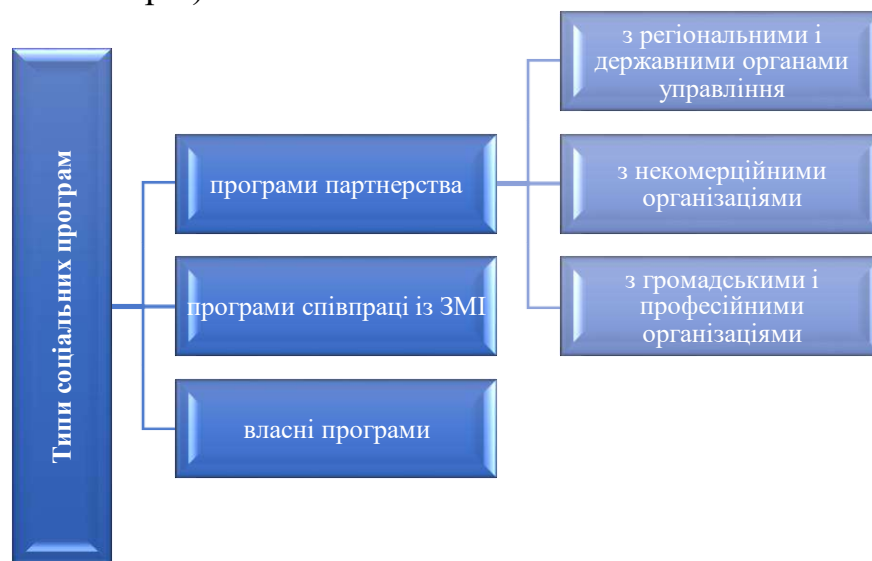 Типи соціальних програм
програми партнерства
програми співпраці із ЗМІ
власні програми
з регіональними і
державними органами
управління
з некомерційними
організаціями
з громадськими і
професійними
організаціями